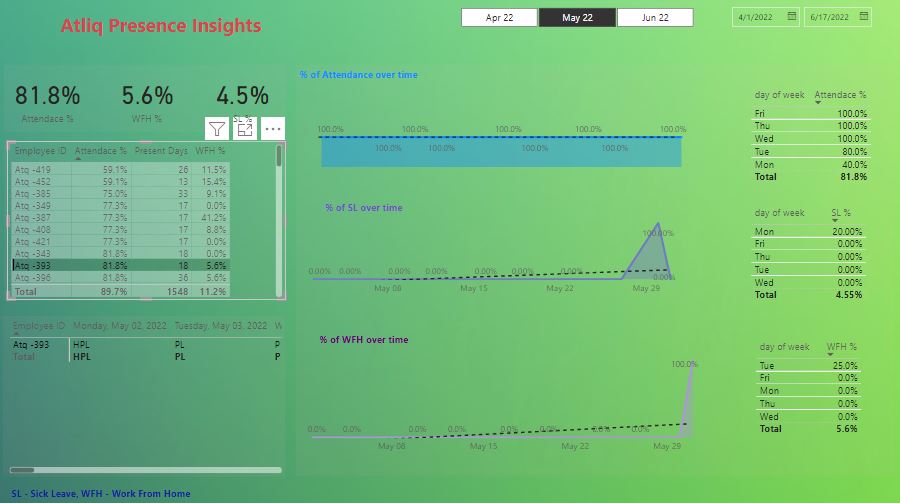 Atliq Presence Insights
Apr 22 May 22 Jun 22
4/1/2022 6/17/2022
81.8% 5.6% 4.5%
Attendace % WFH % SL %
Employee ID Attendace % Present Days WFH %
Atq -419 59.1% 26 11.5%
Atq -452 59.1% 13 15.4%
Atq -385 75.0% 33 9.1%
Atq -349 77.3% 17 0.0%
Atq -387 77.3% 17 41.2%
Atq -408 77.3% 17 8.8%
Atq -421 77.3% 17 0.0%
Atq -343 81.8% 18 0.0%
Atq -393 81.8% 18 5.6%
Atq -396 81.8% 36 5.6%
Total 89.7% 1548 11.2%
Employee ID Monday, May 02, 2022 Tuesday, May 03, 2022 W
Atq -393 HPL PL P
Total HPL PL P
SL - Sick Leave, WFH - Work From Home
% of Attendance over time
100.0% 100.0% 100.0% 100.0% 100.0%
100.0% 100.0% 100.0% 100.0%
% of SL over time
100.00%
0.00% 0.00% 0.00% 0.00% 0.00% 0.00% 0.00% 0.00%
May 08 May 15 May 22 May 29
% of WFH over time
100.0%
0.0% 0.0% 0.0% 0.0% 0.0% 0.0% 0.0%
May 08 May 15 May 22 May 29
day of week Attendace %
Fri 100.0%
Thu 100.0%
Wed 100.0%
Tue 80.0%
Mon 40.0%
Total 81.8%
day of week SL %
Mon 20.00%
Fri 0.00%
Thu 0.00%
Tue 0.00%
Wed 0.00%
Total 4.55%
day of week WFH %
Tue 25.0%
Fri 0.0%
Mon 0.0%
Thu 0.0%
Wed 0.0%
Total 5.6%